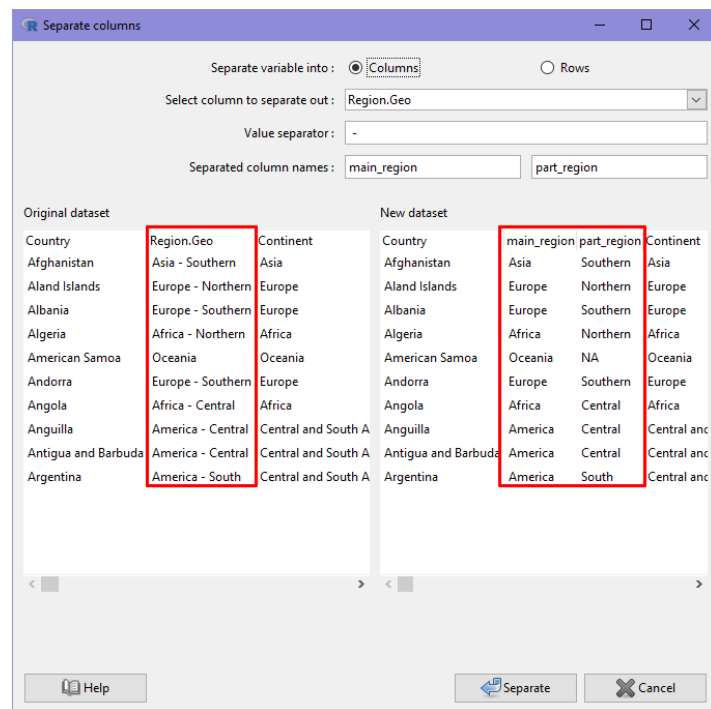 Separate columns
Separate variable into : Columns Rows
Select column to separate out : Region.Geo
Value separator : -
Separated column names : main_region part_region
Original dataset New dataset
Country Region.Geo Continent Country main_region part_region Continent
Afghanistan Asia - Southern Asia Afghanistan Asia Southern Asia
Aland Islands Europe - Northern Europe Aland Islands Europe Northern Europe
Albania Europe - Southern Europe Albania Europe Southern Europe
Algeria Africa - Northern Africa Algeria Africa Northern Africa
American Samoa Oceania Oceania American Samoa Oceania NA Oceania
Andorra Europe - Southern Europe Andorra Europe Southern Europe
Angola Africa - Central Africa Angola Africa Central Africa
Anguilla America - Central Central and South A Anguilla America Central Central and
Antigua and Barbuda America - Central Central and South A Antigua and Barbuda America Central Central and
Argentina America - South Central and South A Argentina America South Central and
Help Separate Cancel